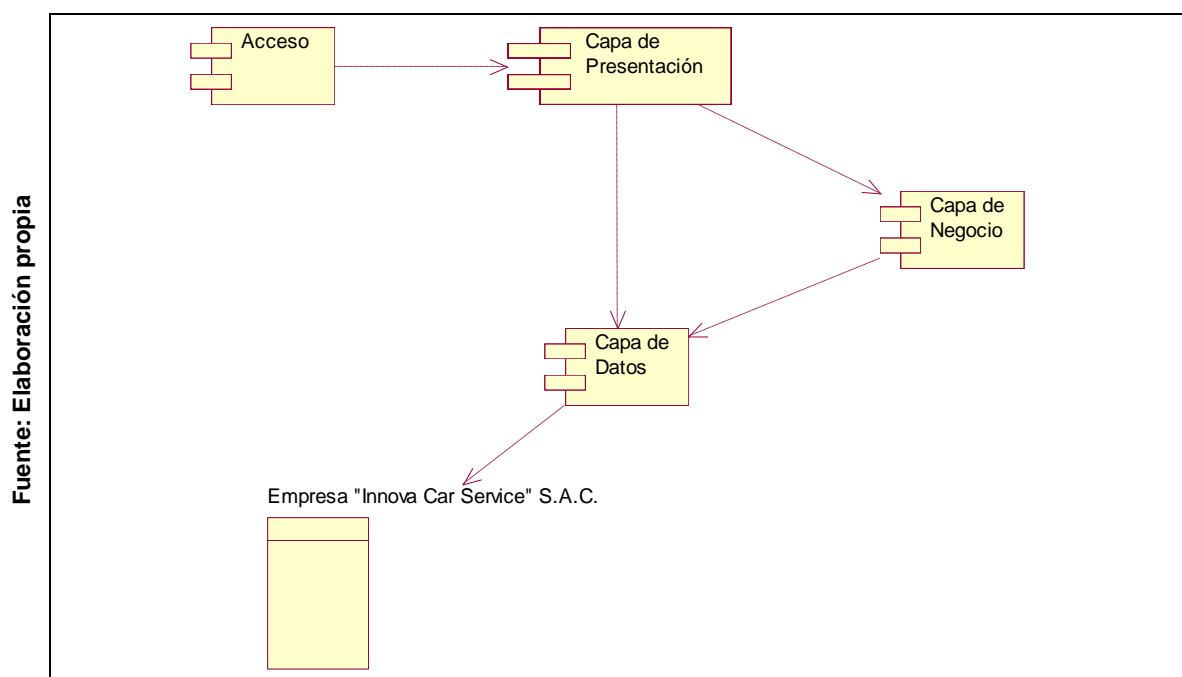 Acceso
Capa de
Presentación
Capa de
Negocio
Capa de
Datos
Empresa "Innova Car Service" S.A.C.
Fuente: Elaboración propia